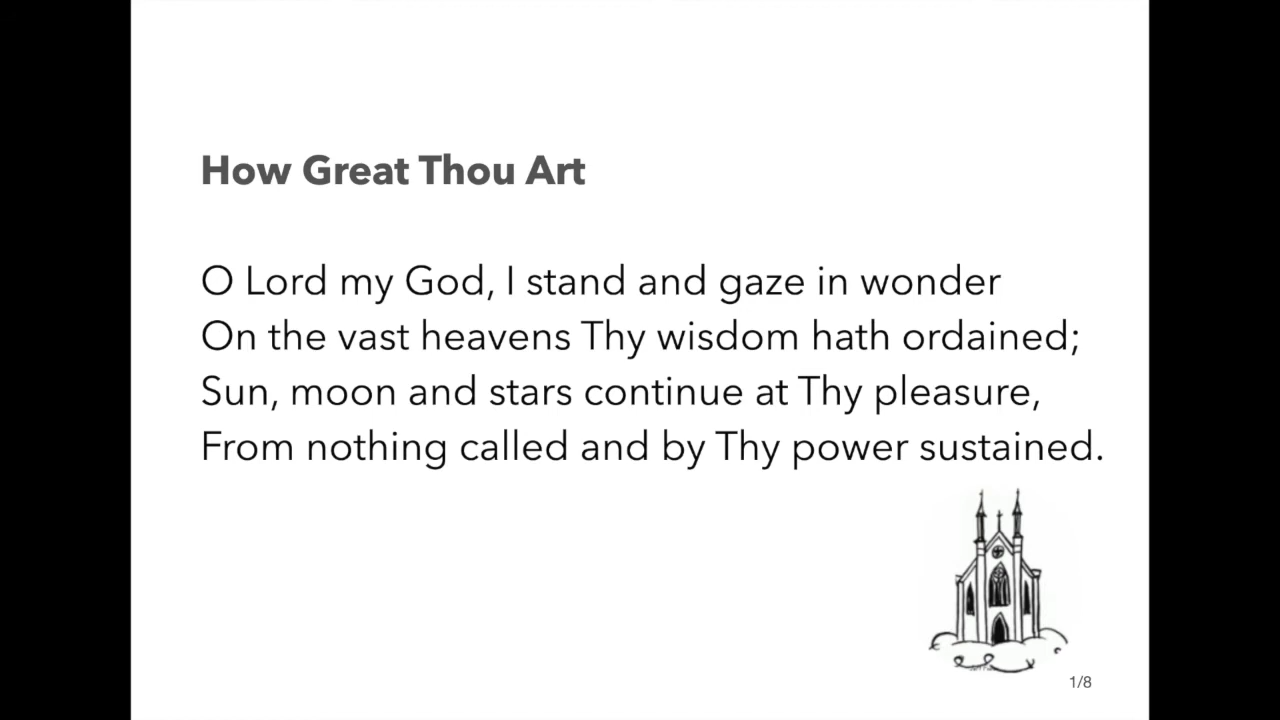 How Great Thou Art
O Lord my God, I stand and gaze in wonder
On the vast heavens Thy wisdom hath ordained;
Sun, moon and stars continue at Thy pleasure,
From nothing called and by Thy power sustained.
1/8